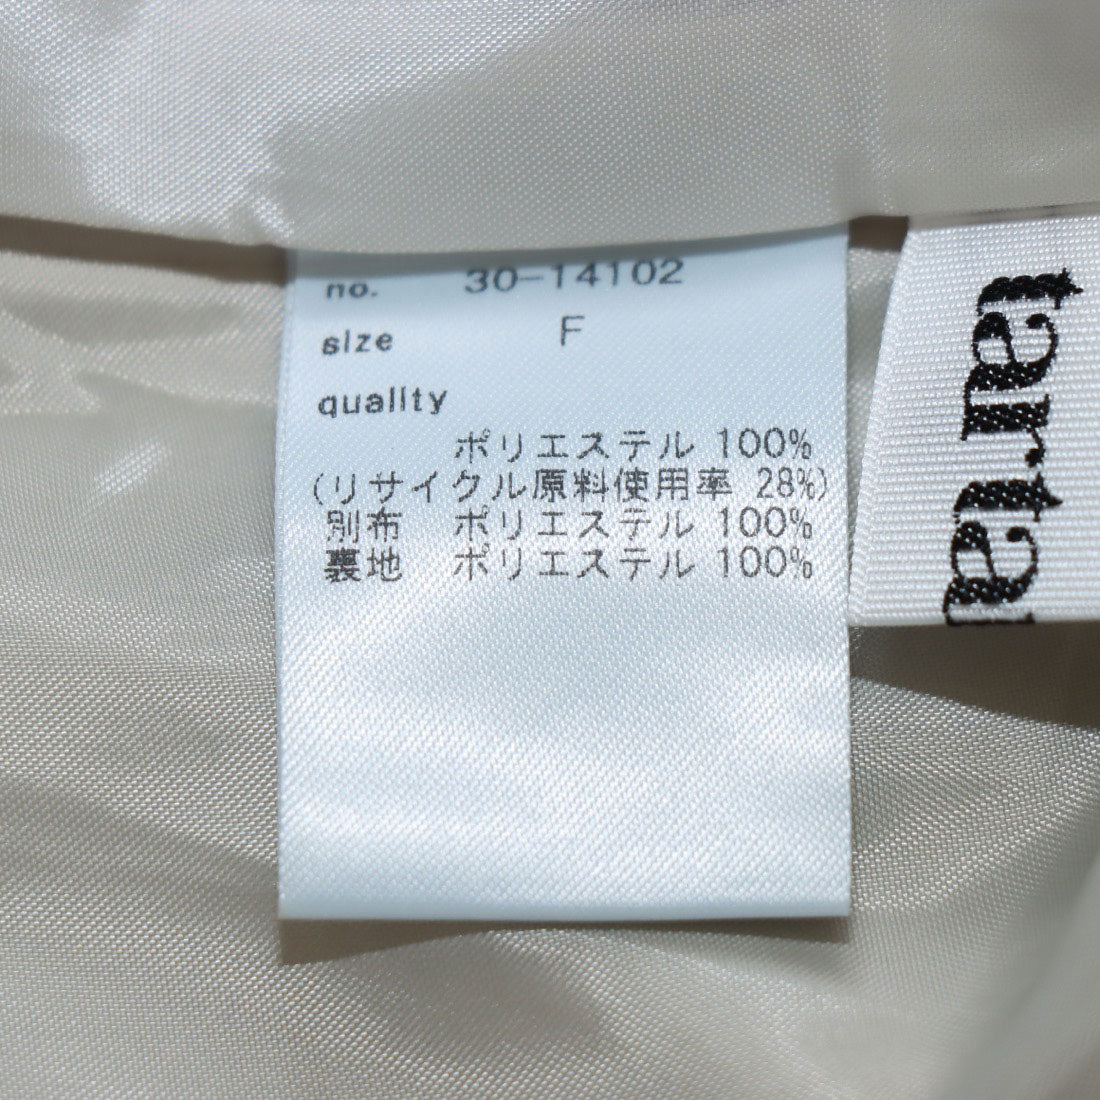 no. 30-14102
size F
quality
ポリエステル 100%
(リサイクル原料使用率 28%)
別布 ポリエステル 100%
裏地 ポリエステル 100%
tarta